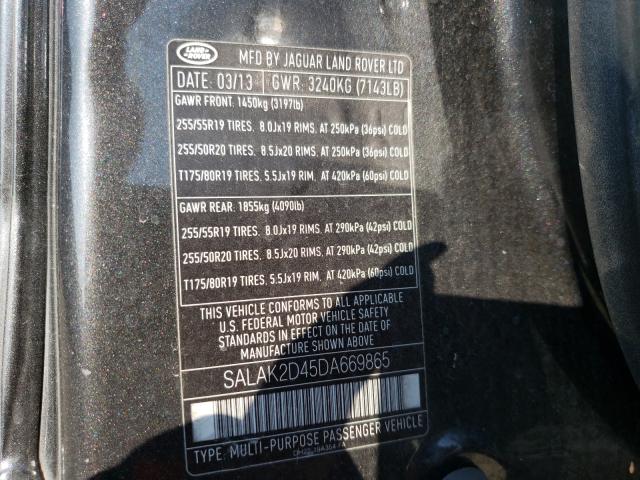 LAND ROVER
MFD BY JAGUAR LAND ROVER LTD
DATE: 03/13 GWR: 3240KG (7143LB)
GAWR FRONT: 1450kg (3197lb)
255/55R19 TIRES. 8.0Jx19 RIMS. AT 250kPa (36psi) COLD
255/50R20 TIRES. 8.5Jx20 RIMS. AT 250kPa (36psi) COLD
T175/80R19 TIRES. 5.5Jx19 RIM. AT 420kPa (60psi) COLD
GAWR REAR: 1855kg (4090lb)
255/55R19 TIRES. 8.0Jx19 RIMS. AT 290kPa (42psi) COLD
255/50R20 TIRES. 8.5Jx20 RIMS. AT 290kPa (42psi) COLD
T175/80R19 TIRES. 5.5Jx19 RIM. AT 420kPa (60psi) COLD
THIS VEHICLE CONFORMS TO ALL APPLICABLE
U.S. FEDERAL MOTOR VEHICLE SAFETY
STANDARDS IN EFFECT ON THE DATE OF
MANUFACTURE SHOWN ABOVE
SALAK2D45DA669865
TYPE: MULTI-PURPOSE PASSENGER VEHICLE